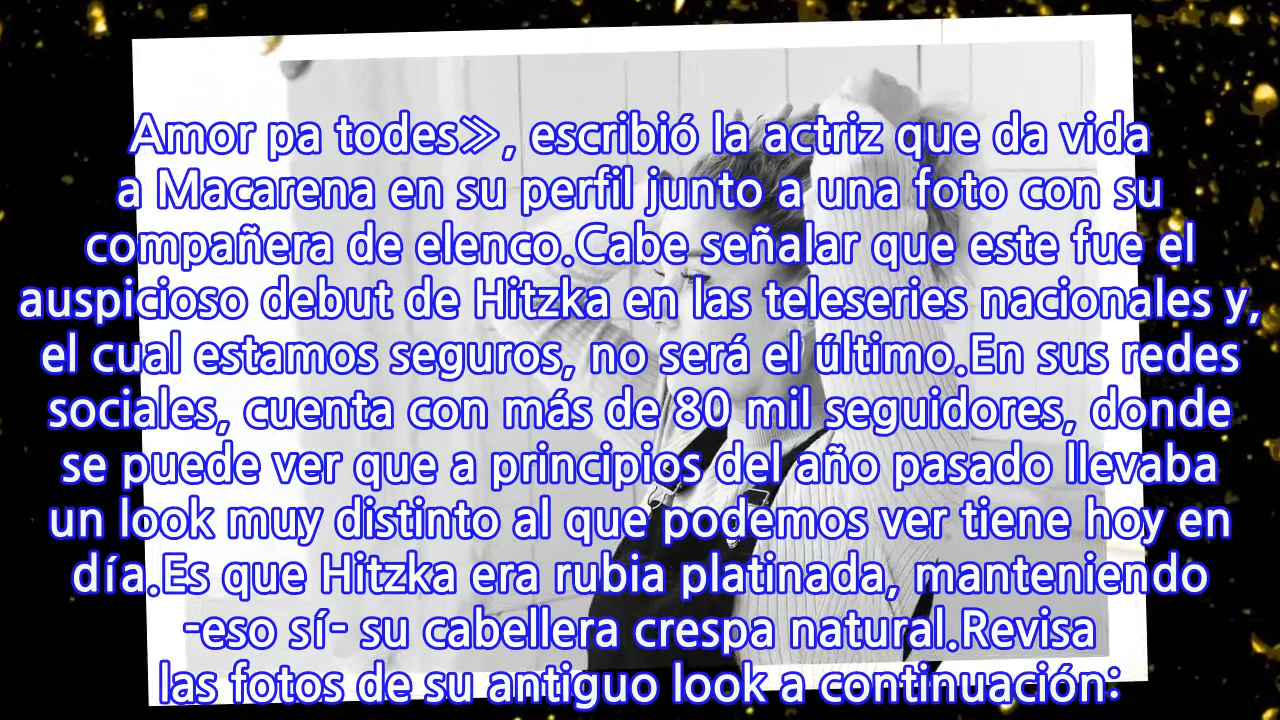 Amor pa todes≫, escribió la actriz que da vida
a Macarena en su perfil junto a una foto con su
compañera de elenco.Cabe señalar que este fue el
auspicioso debut de Hitzka en las teleseries nacionales y,
el cual estamos seguros, no será el último.En sus redes
sociales, cuenta con más de 80 mil seguidores, donde
se puede ver que a principios del año pasado llevaba
un look muy distinto al que podemos ver tiene hoy en
día.Es que Hitzka era rubia platinada, manteniendo
-eso sí- su cabellera crespa natural.Revisa
las fotos de su antiguo look a continuación: